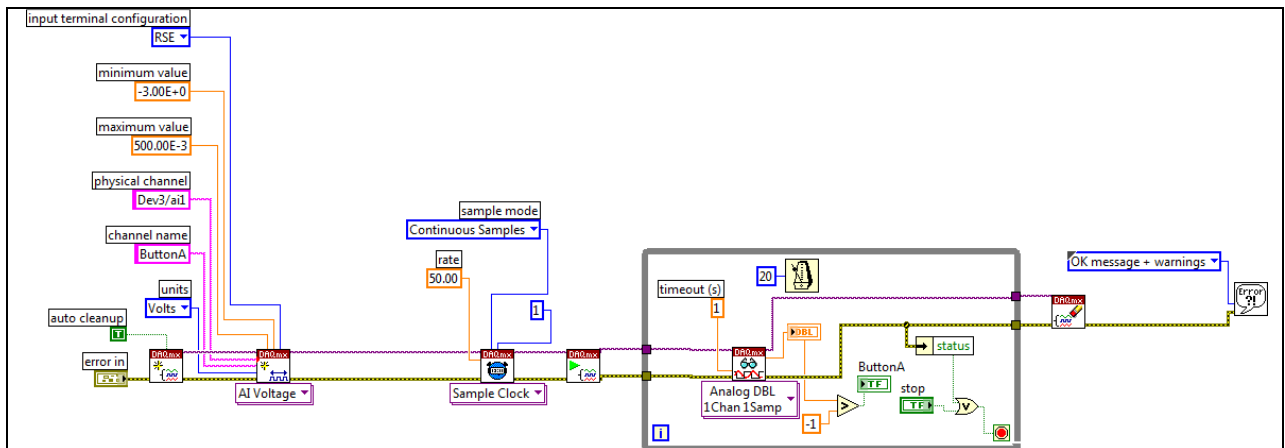 input terminal configuration
RSE
minimum value
-3.00E+0
maximum value
500.00E-3
physical channel
Dev3/ai1
channel name
ButtonA
units
Volts
auto cleanup
T
error in
DAQmx
DAQmx
AI Voltage
sample mode
Continuous Samples
rate
50.00
1
DAQmx
Sample Clock
DAQmx
20
timeout (s)
1
DBL
DAQmx
Analog DBL
1Chan 1Samp
-1
>
ButtonA
TF
status
stop
TF
V
i
DAQmx
OK message + warnings
Error
?!